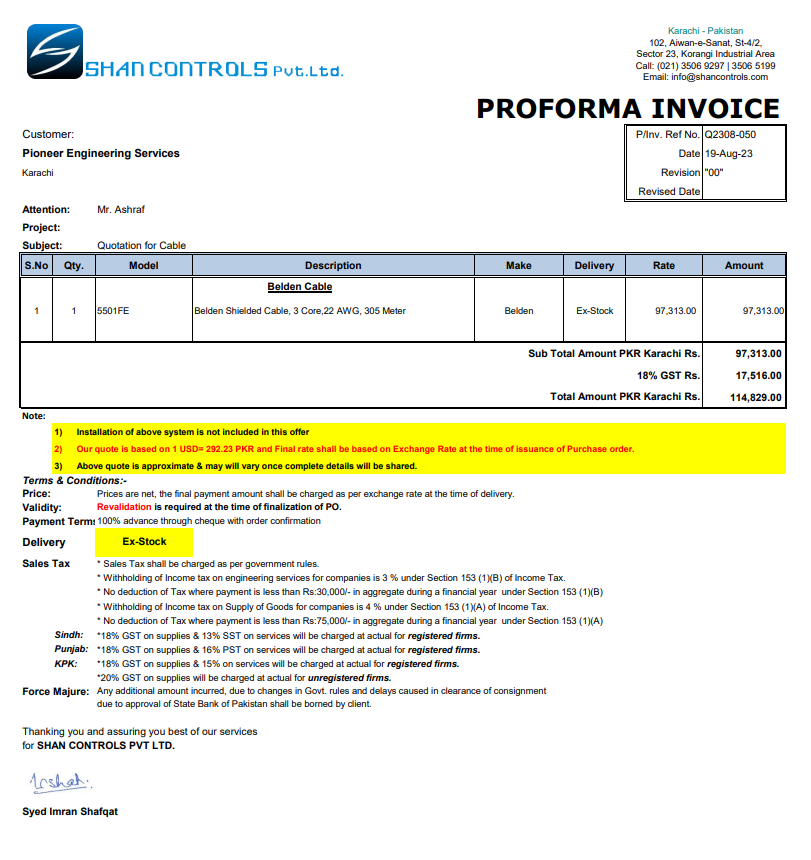 Karachi - Pakistan
102, Aiwan-e-Sanat, St-4/2,
Sector 23, Korangi Industrial Area
Call: (021) 3506 9297 | 3506 5199
Email: info@shancontrols.com
SHAN CONTROLS Pvt.Ltd.
PROFORMA INVOICE
Customer:
Pioneer Engineering Services
Karachi
P/Inv. Ref No. Q2308-050
Date 19-Aug-23
Revision "00"
Revised Date
Attention: Mr. Ashraf
Project:
Subject: Quotation for Cable
S.No Qty. Model Description Make Delivery Rate Amount
Belden Cable
1 1 5501FE Belden Shielded Cable, 3 Core,22 AWG, 305 Meter Belden Ex-Stock 97,313.00 97,313.00
Sub Total Amount PKR Karachi Rs. 97,313.00
18% GST Rs. 17,516.00
Total Amount PKR Karachi Rs. 114,829.00
Note:
1) Installation of above system is not included in this offer
2) Our quote is based on 1 USD= 292.23 PKR and Final rate shall be based on Exchange Rate at the time of issuance of Purchase order.
3) Above quote is approximate & may will vary once complete details will be shared.
Terms & Conditions:-
Price: Prices are net, the final payment amount shall be charged as per exchange rate at the time of delivery.
Validity: Revalidation is required at the time of finalization of PO.
Payment Terms 100% advance through cheque with order confirmation
Delivery Ex-Stock
Sales Tax * Sales Tax shall be charged as per government rules.
* Withholding of Income tax on engineering services for companies is 3 % under Section 153 (1)(B) of Income Tax.
* No deduction of Tax where payment is less than Rs:30,000/- in aggregate during a financial year under Section 153 (1)(B)
* Withholding of Income tax on Supply of Goods for companies is 4 % under Section 153 (1)(A) of Income Tax.
* No deduction of Tax where payment is less than Rs:75,000/- in aggregate during a financial year under Section 153 (1)(A)
Sindh: *18% GST on supplies & 13% SST on services will be charged at actual for registered firms.
Punjab: *18% GST on supplies & 16% PST on services will be charged at actual for registered firms.
KPK: *18% GST on supplies & 15% on services will be charged at actual for registered firms.
*20% GST on supplies will be charged at actual for unregistered firms.
Force Majure: Any additional amount incurred, due to changes in Govt. rules and delays caused in clearance of consignment
due to approval of State Bank of Pakistan shall be borned by client.
Thanking you and assuring you best of our services
for SHAN CONTROLS PVT LTD.
Syed Imran Shafqat